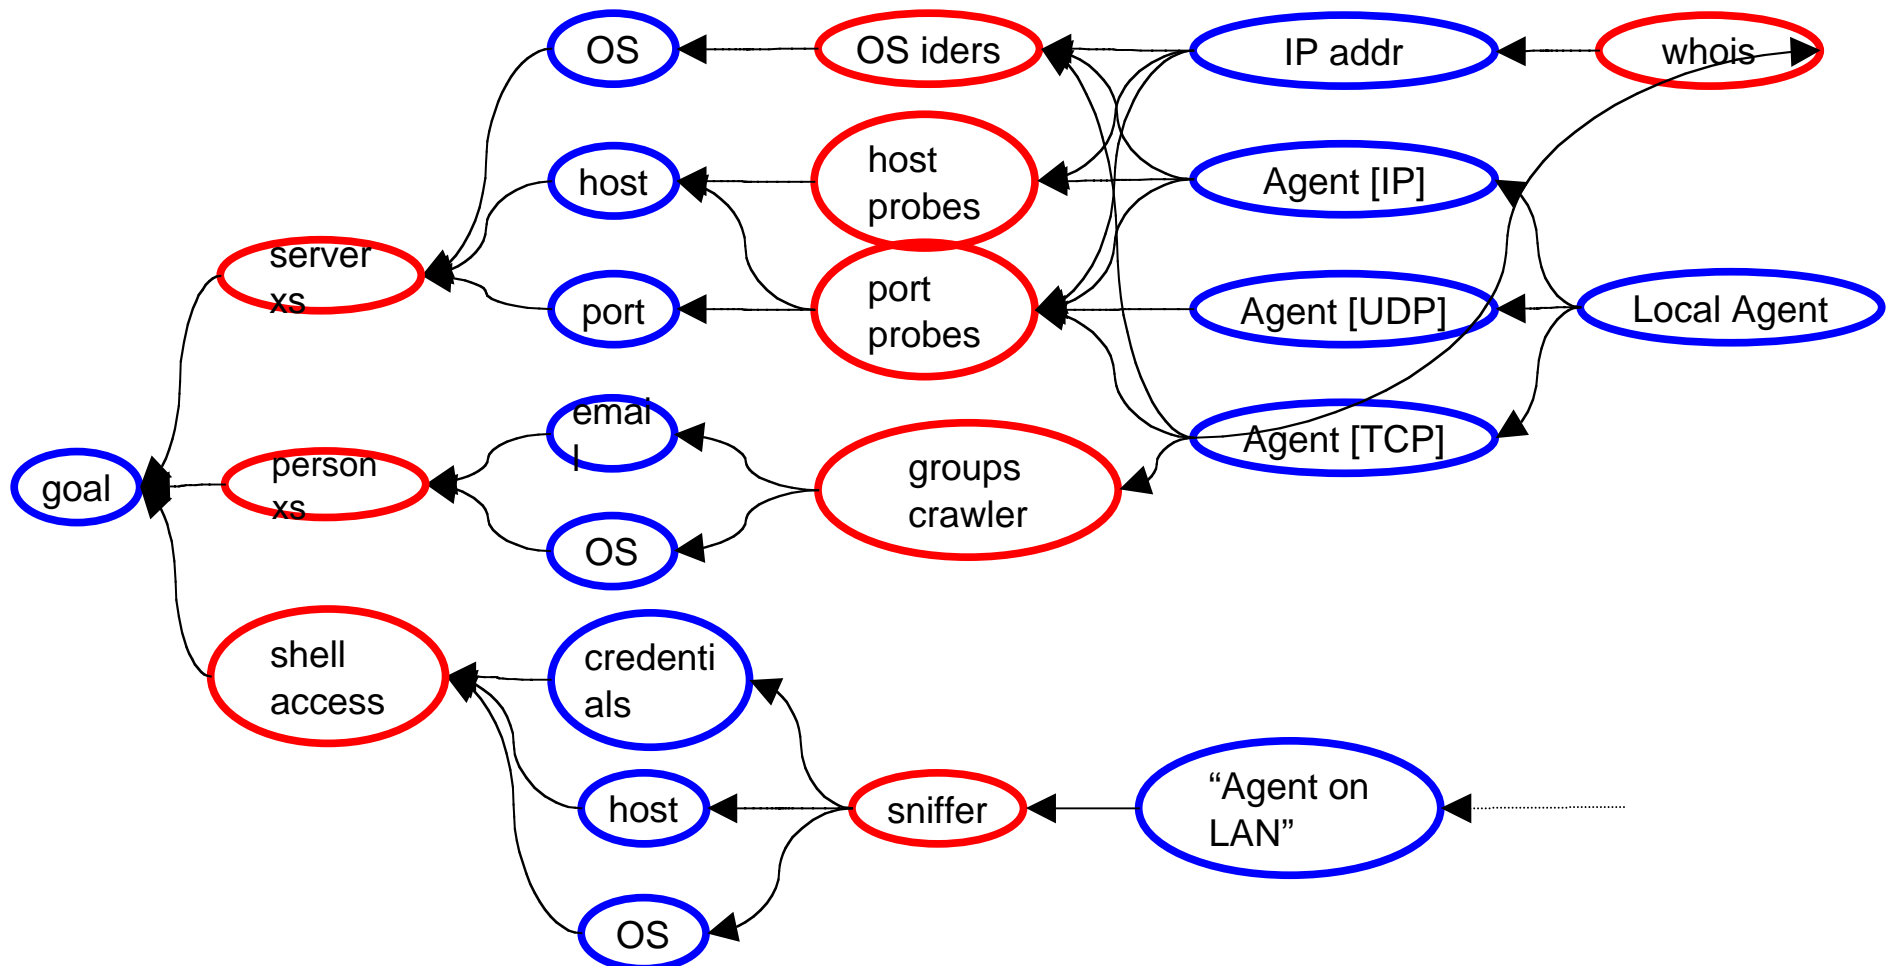 OS
OS iders
IP addr
whois
host
host
probes
Agent [IP]
server
xs
port
port
probes
Agent [UDP]
Local Agent
emai
l
Agent [TCP]
goal
person
xs
groups
crawler
OS
shell
access
credenti
als
host
sniffer
“Agent on
LAN”
OS